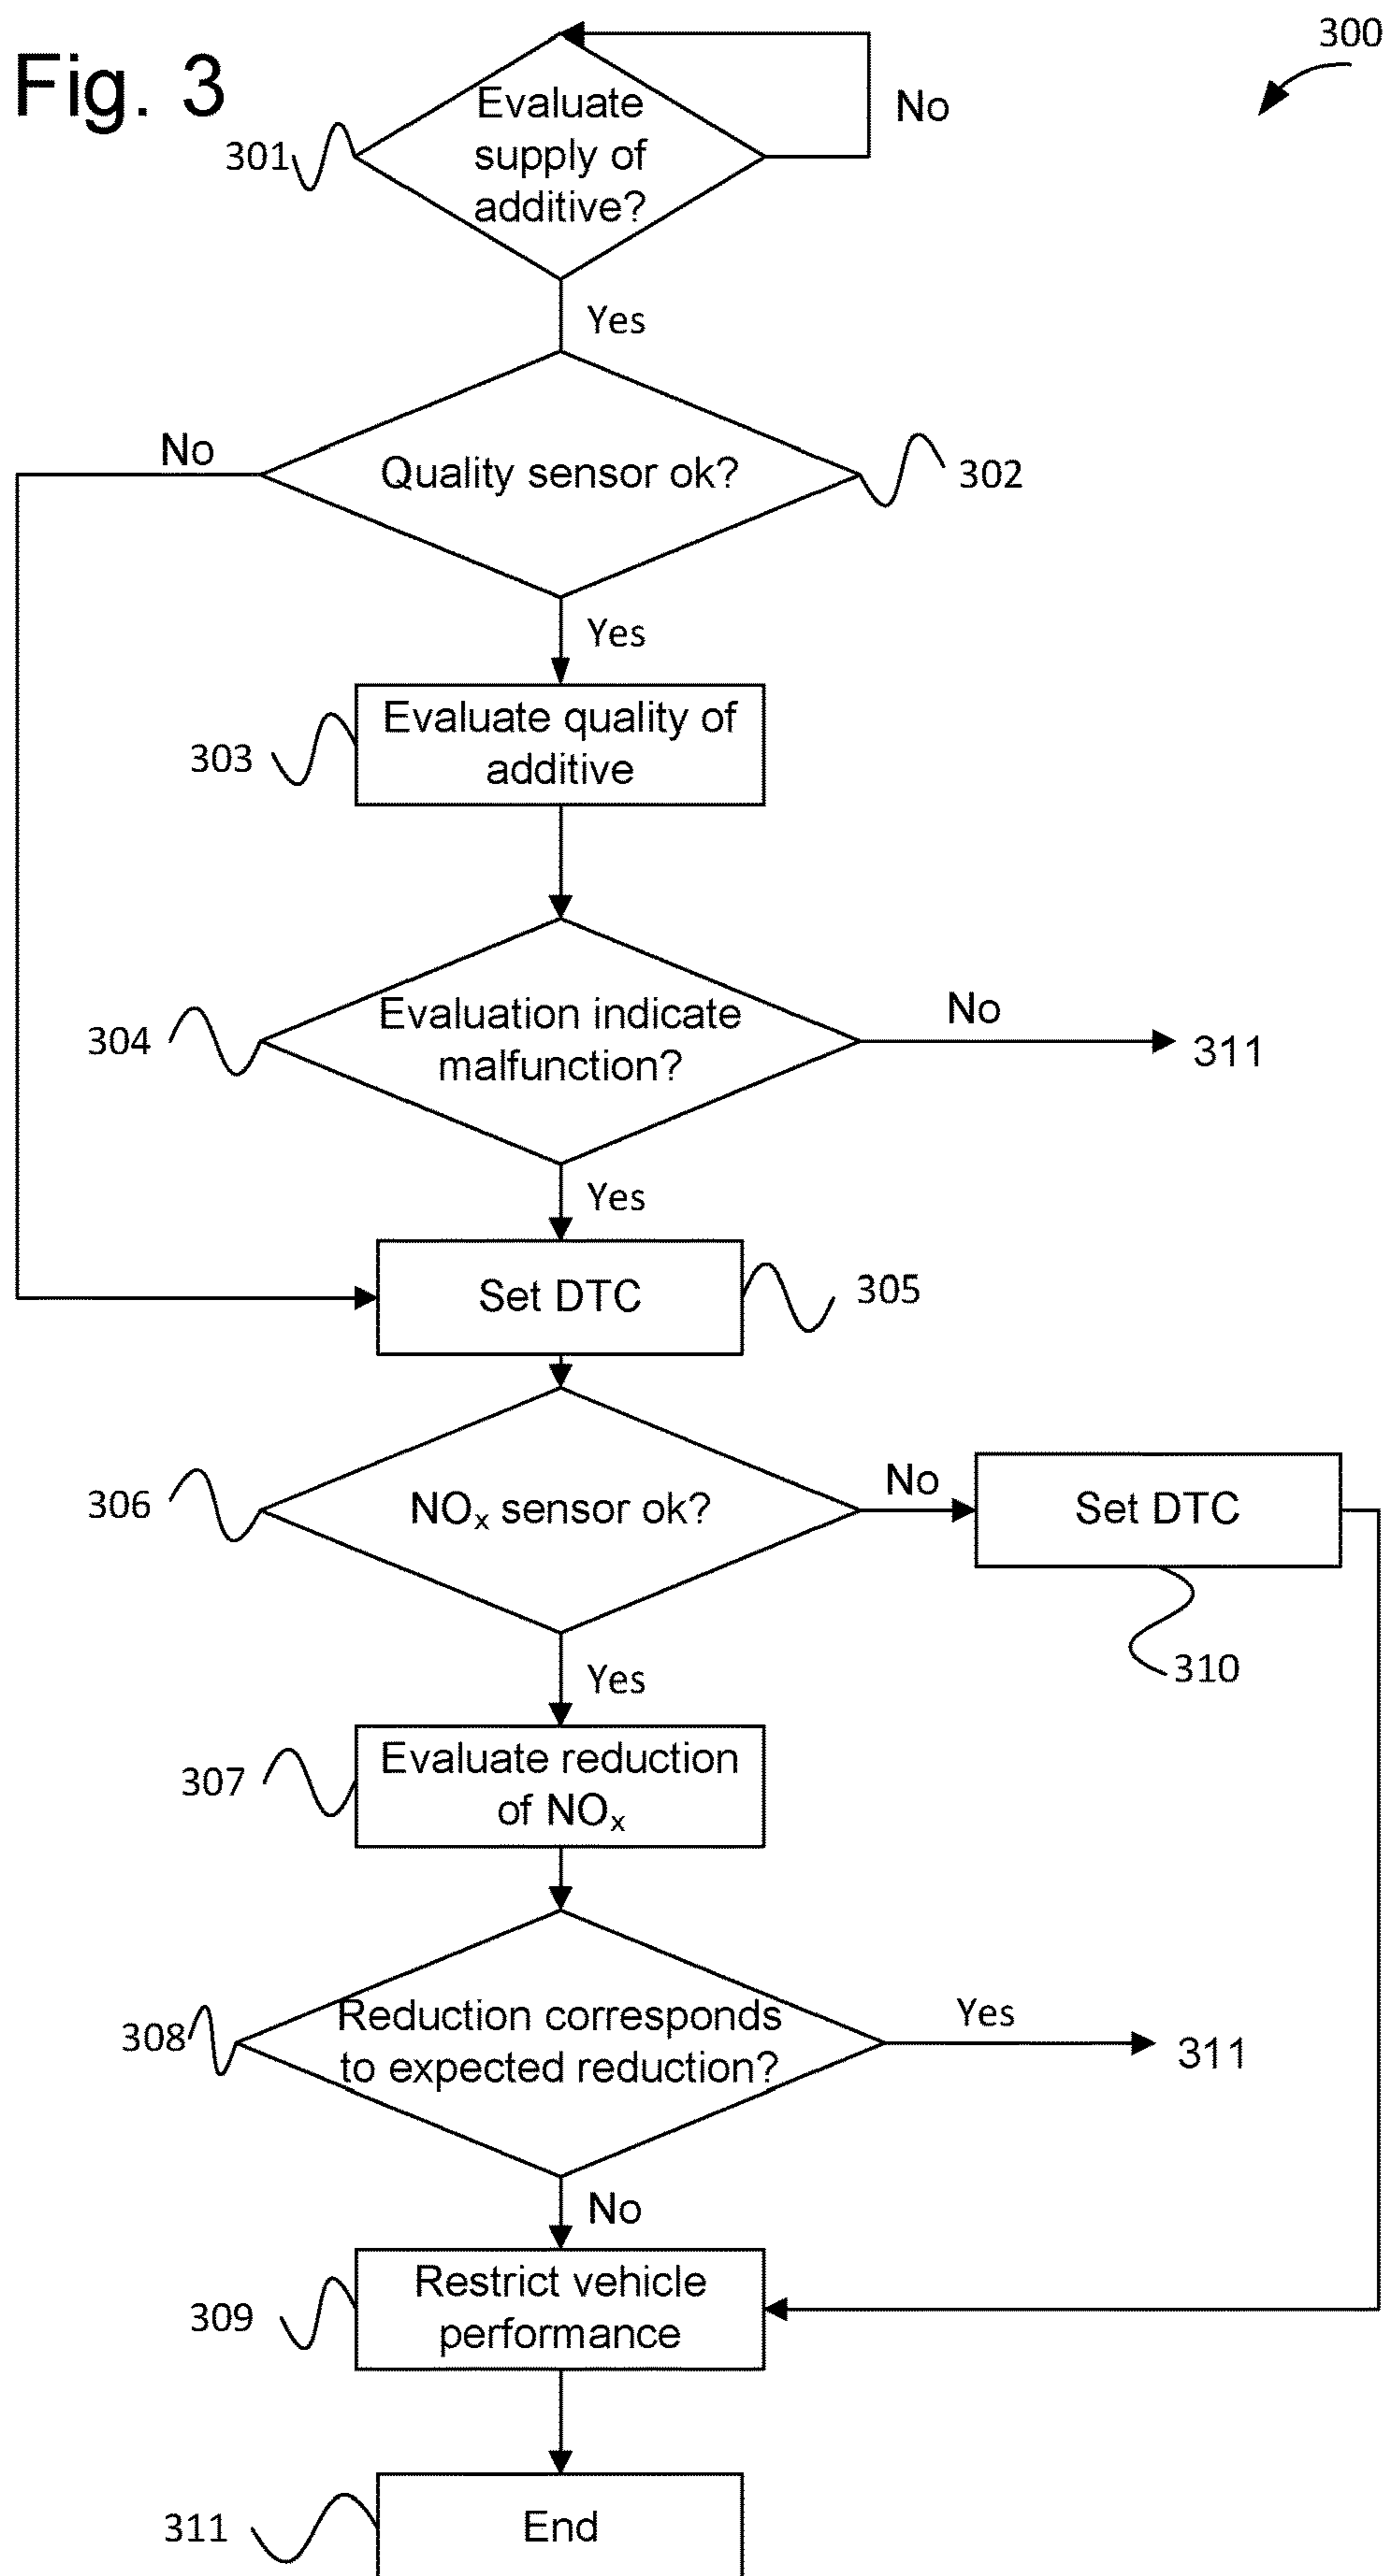 300
Fig. 3
Evaluate
supply of
additive?
No
301
Yes
No
Quality sensor ok?
302
Yes
Evaluate quality of
additive
303
Evaluation indicate
malfunction?
No
304
311
Yes
Set DTC
305
NOx sensor ok?
306
No
Set DTC
310
Yes
Evaluate reduction
of NOx
307
Reduction corresponds
to expected reduction?
Yes
308
311
No
Restrict vehicle
performance
309
End
311